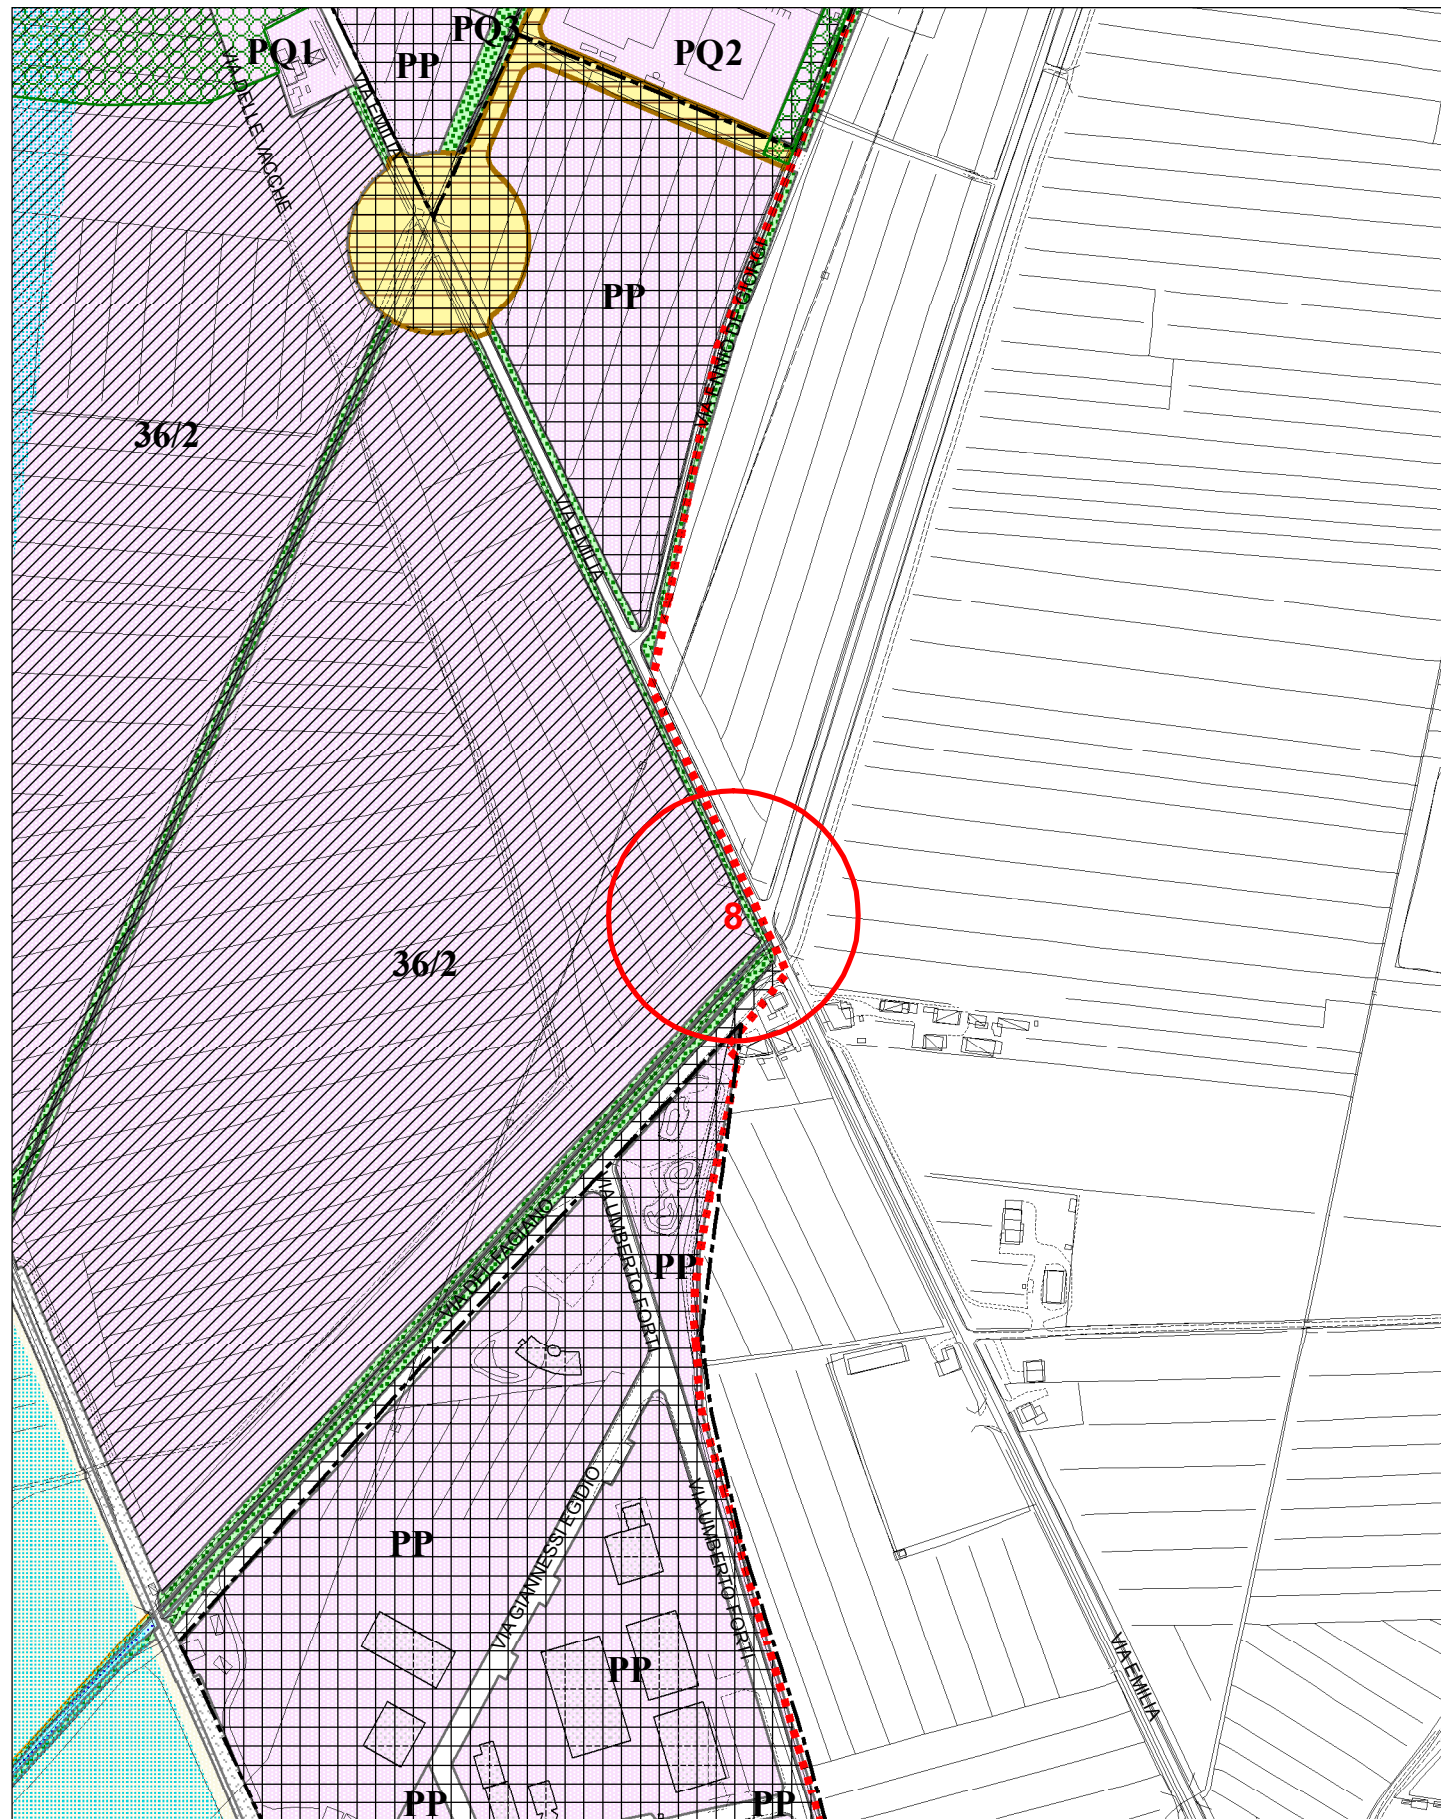 PQ3
PQ1
PP
PQ2
VIA DELLE VACCHE
VIA EMILIA
PP
VIA ENNIO DE GIORGI
36/2
VIA EMILIA
8
36/2
VIA DEL FAGIANO
VIA UMBERTO FORTI
PP
VIA GIANNESSI EGIDIO
VIA UMBERTO FORTI
PP
PP
VIA EMILIA
PP
PP